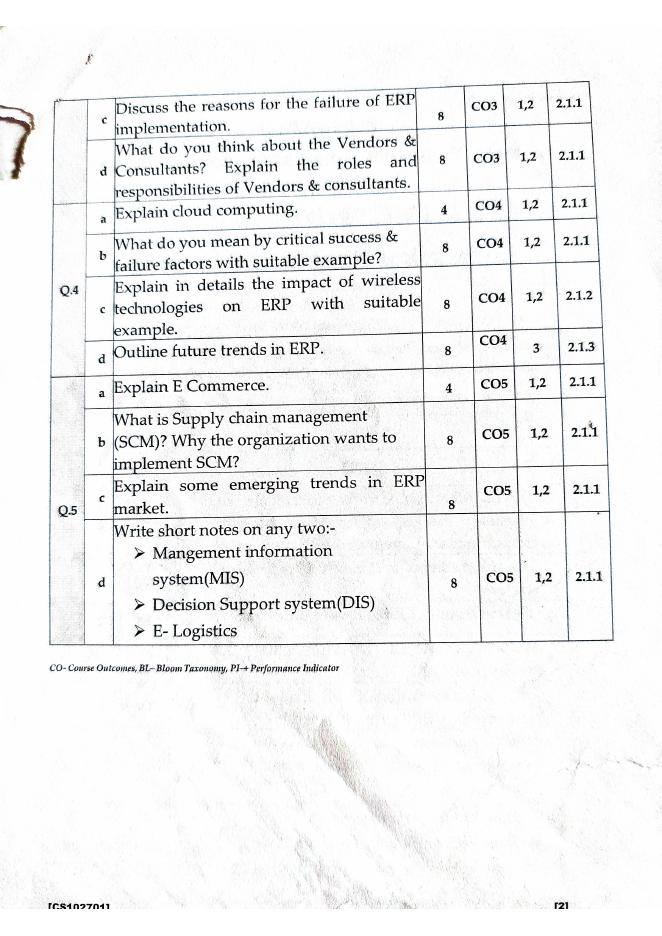 c Discuss the reasons for the failure of ERP 8 CO3 1,2 2.1.1
implementation.
What do you think about the Vendors &
d Consultants? Explain the roles and 8 CO3 1,2 2.1.1
responsibilities of Vendors & consultants.
a Explain cloud computing. 4 CO4 1,2 2.1.1
b What do you mean by critical success & 8 CO4 1,2 2.1.1
failure factors with suitable example?
Q.4
Explain in details the impact of wireless
c technologies on ERP with suitable 8 CO4 1,2 2.1.2
example.
d Outline future trends in ERP. 8 CO4 3 2.1.3
a Explain E Commerce. 4 CO5 1,2 2.1.1
What is Supply chain management
b (SCM)? Why the organization wants to 8 CO5 1,2 2.1.1
implement SCM?
c Explain some emerging trends in ERP 8 CO5 1,2 2.1.1
market.
Q.5
Write short notes on any two:-
➢ Mangement information
d system(MIS) 8 CO5 1,2 2.1.1
➢ Decision Support system(DIS)
➢ E- Logistics
CO- Course Outcomes, BL– Bloom Taxonomy, PI→ Performance Indicator
[CS102701] [2]